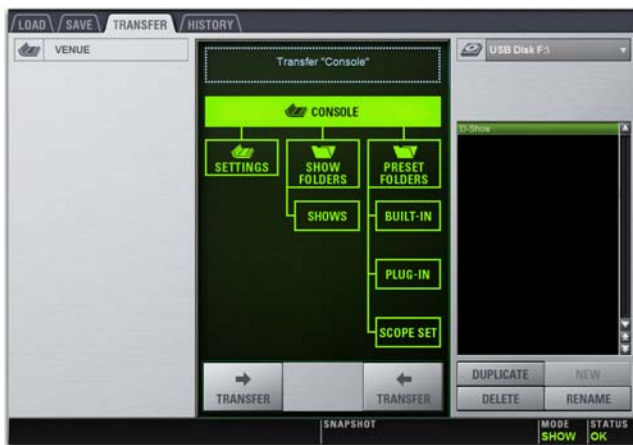 LOAD SAVE TRANSFER HISTORY
VENUE
Transfer "Console"
USB Disk F:\
CONSOLE
D-Show
SETTINGS
SHOW FOLDERS
PRESET FOLDERS
SHOWS
BUILT-IN
PLUG-IN
SCOPE SET
TRANSFER
TRANSFER
DUPLICATE NEW
DELETE RENAME
SNAPSHOT
MODE
SHOW
STATUS
OK